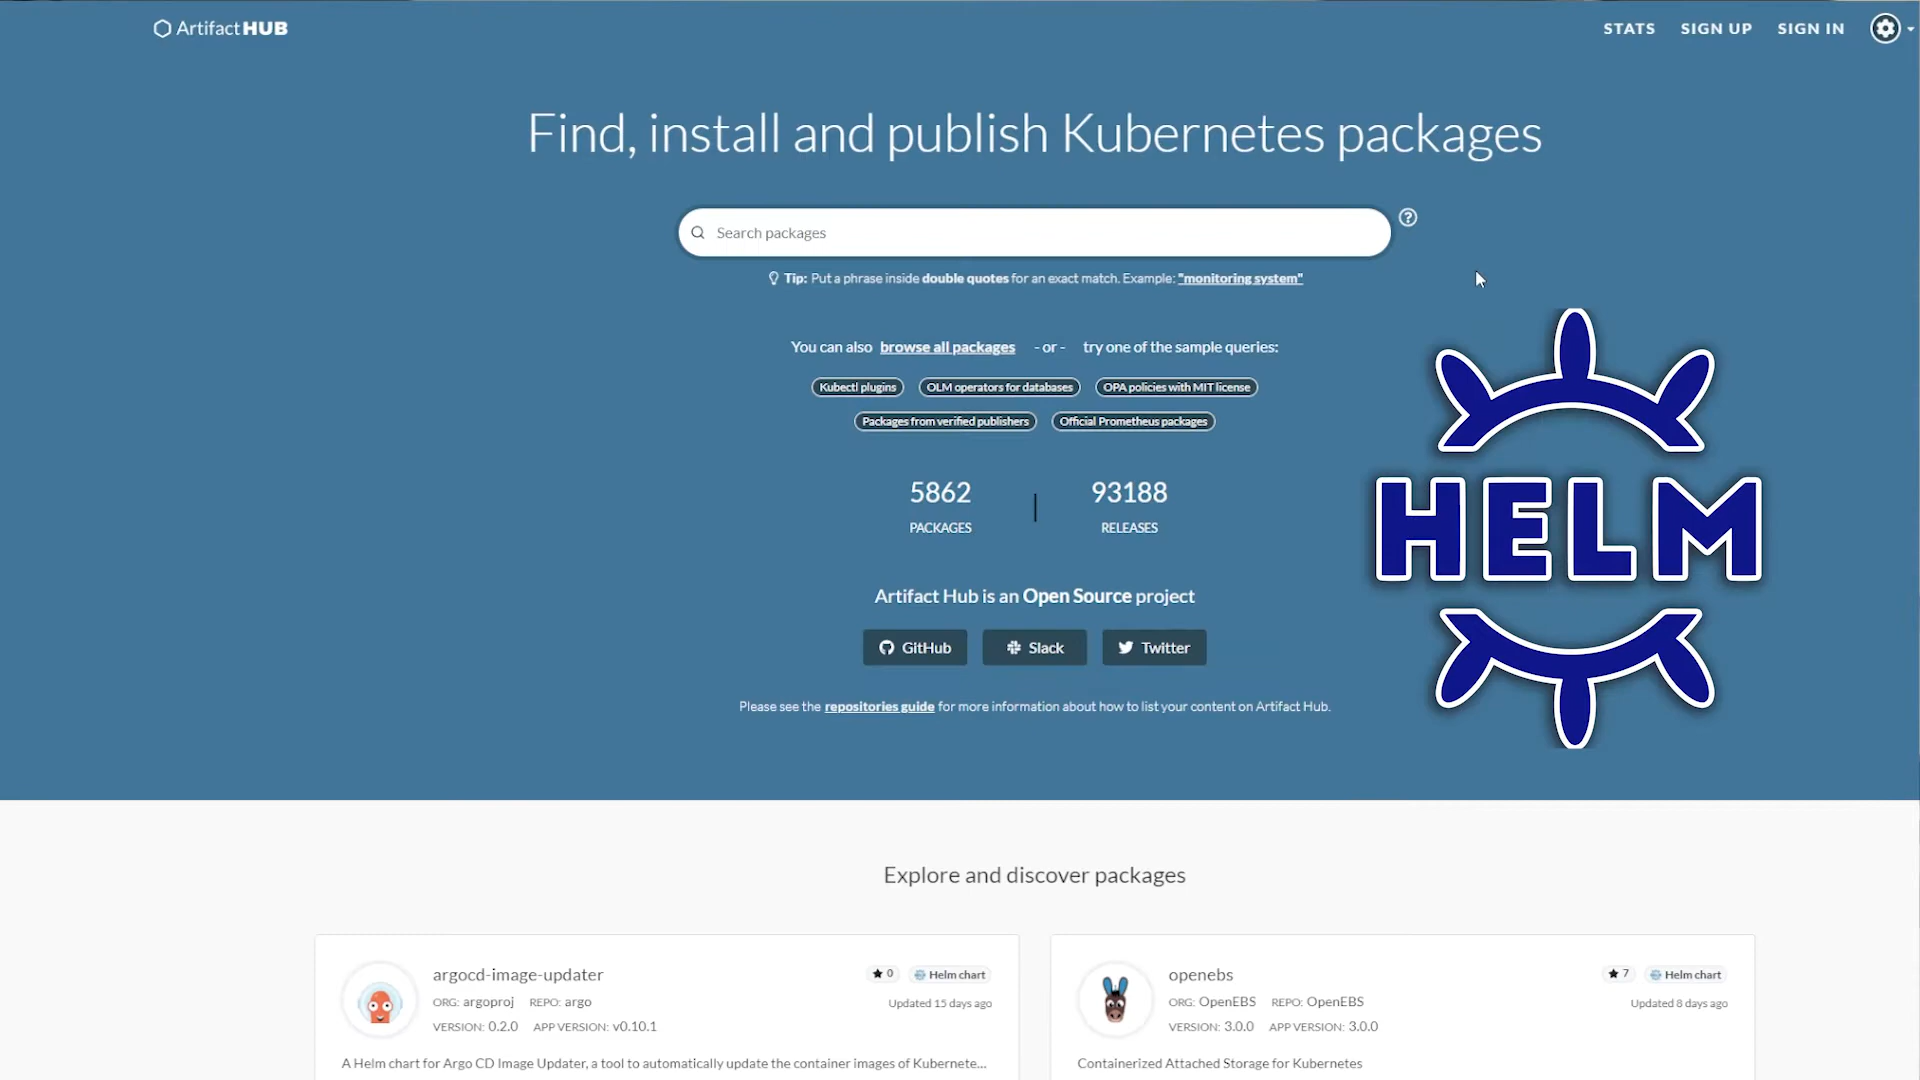 ArtifactHUB
STATS SIGN UP SIGN IN
Find, install and publish Kubernetes packages
Search packages
Tip: Put a phrase inside double quotes for an exact match. Example: "monitoring system"
You can also browse all packages - or - try one of the sample queries:
Kubectl plugins OLM operators for databases OPA policies with MIT license
Packages from verified publishers Official Prometheus packages
5862 93188
PACKAGES RELEASES
HELM
Artifact Hub is an Open Source project
GitHub Slack Twitter
Please see the repositories guide for more information about how to list your content on Artifact Hub.
Explore and discover packages
argocd-image-updater 0 Helm chart
ORG: argoproj REPO: argo Updated 15 days ago
VERSION: 0.2.0 APP VERSION: v0.10.1
A Helm chart for Argo CD Image Updater, a tool to automatically update the container images of Kubernete...
openebs 7 Helm chart
ORG: OpenEBS REPO: OpenEBS Updated 8 days ago
VERSION: 3.0.0 APP VERSION: 3.0.0
Containerized Attached Storage for Kubernetes